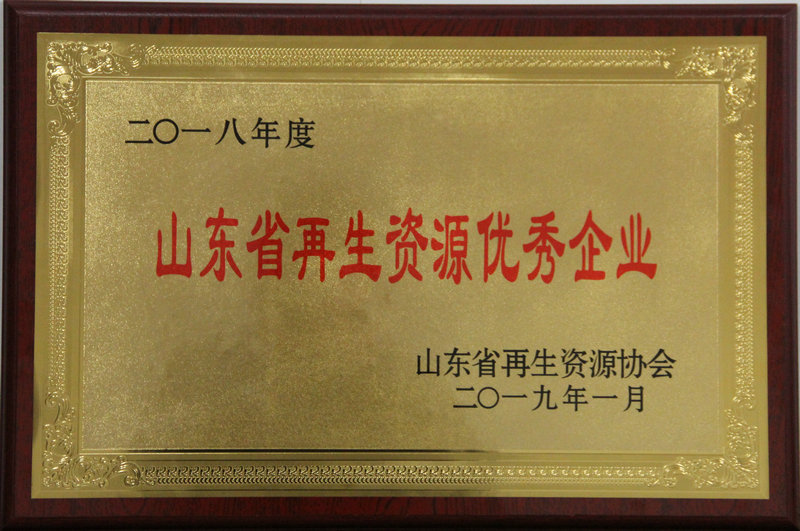 二〇一八年度
山东省再生资源优秀企业
山东省再生资源协会
二〇一九年一月